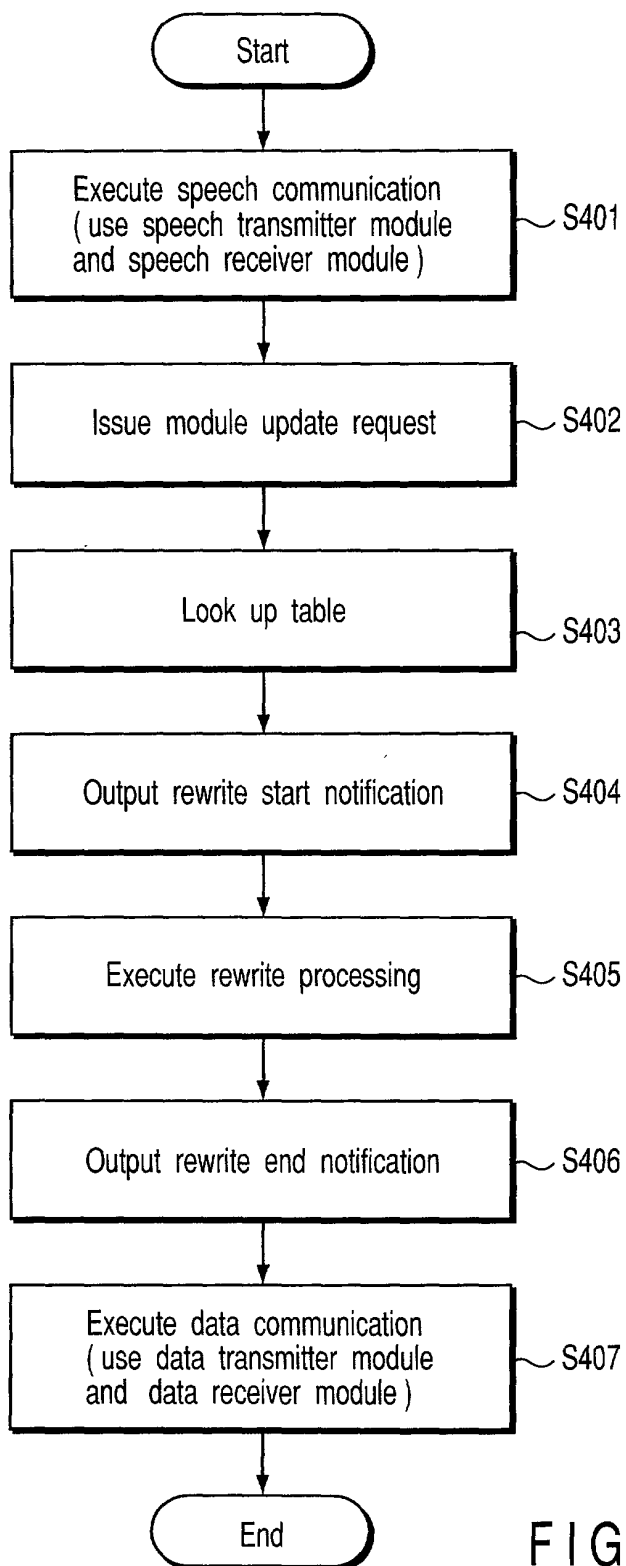 Start
Execute speech communication
(use speech transmitter module
and speech receiver module)
S401
Issue module update request
S402
Look up table
S403
Output rewrite start notification
S404
Execute rewrite processing
S405
Output rewrite end notification
S406
Execute data communication
(use data transmitter module
and data receiver module)
S407
End
FIG